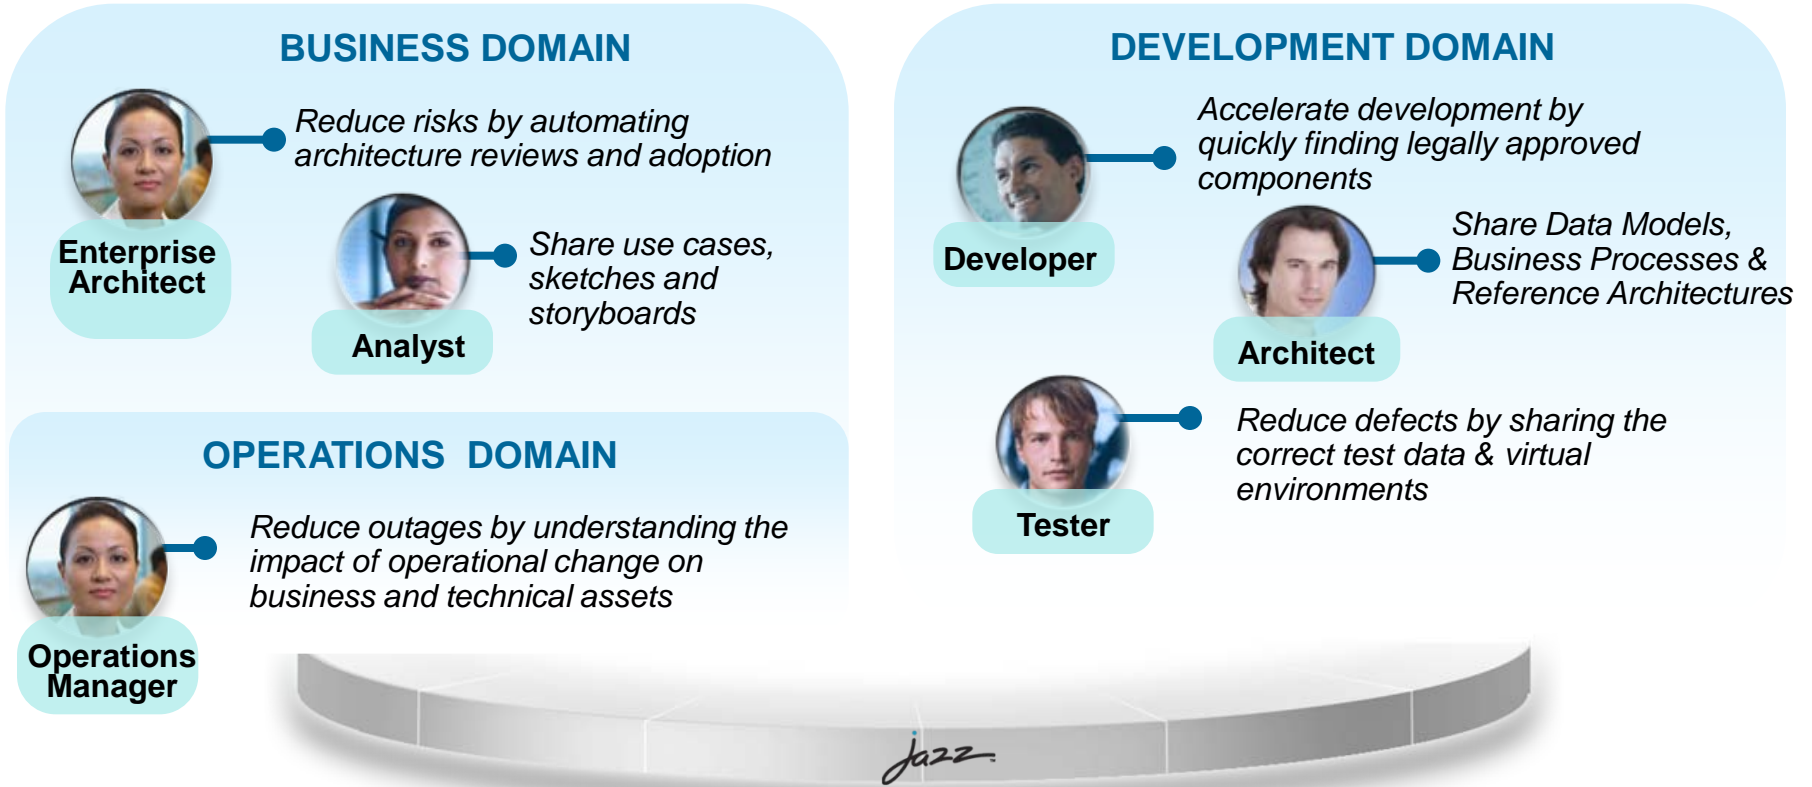 BUSINESS DOMAIN
Reduce risks by automating
architecture reviews and adoption
Enterprise
Architect
Share use cases,
sketches and
storyboards
Analyst
OPERATIONS DOMAIN
Reduce outages by understanding the
impact of operational change on
business and technical assets
Operations
Manager
DEVELOPMENT DOMAIN
Accelerate development by
quickly finding legally approved
components
Developer
Share Data Models,
Business Processes &
Reference Architectures
Architect
Reduce defects by sharing the
correct test data & virtual
environments
Tester
jazz